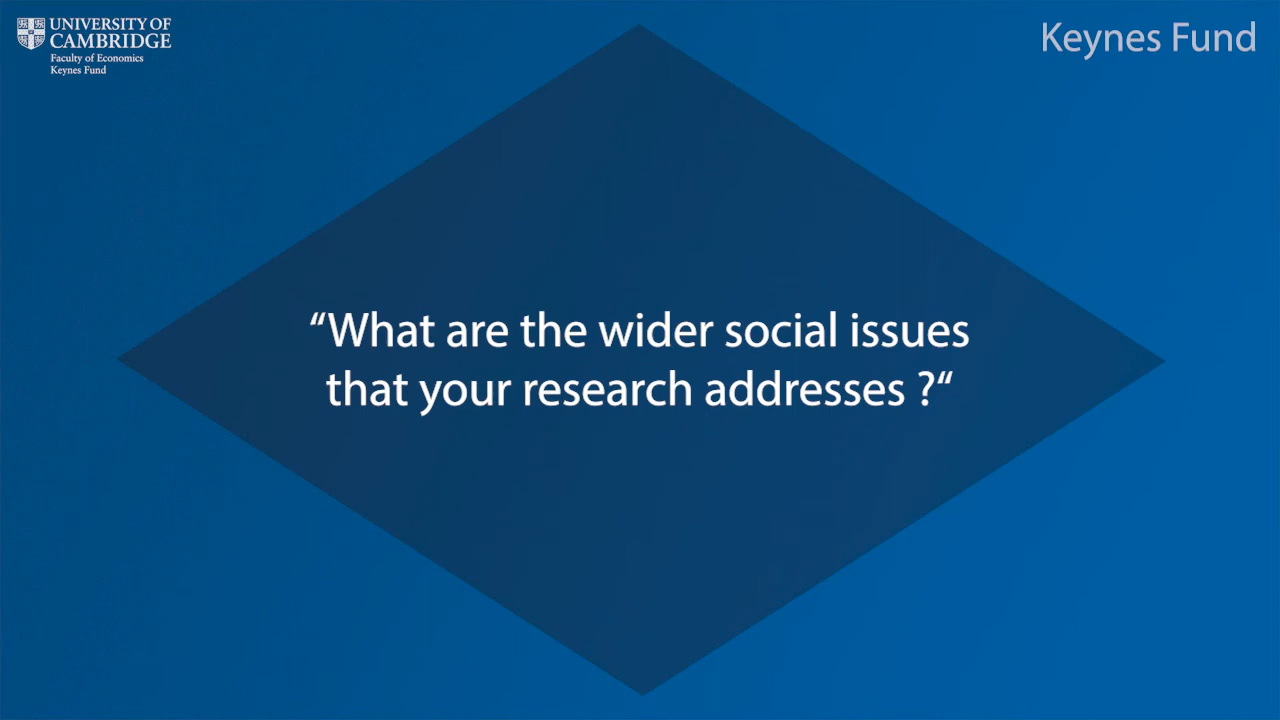 UNIVERSITY OF
CAMBRIDGE
Faculty of Economics
Keynes Fund
Keynes Fund
“What are the wider social issues
that your research addresses ?“